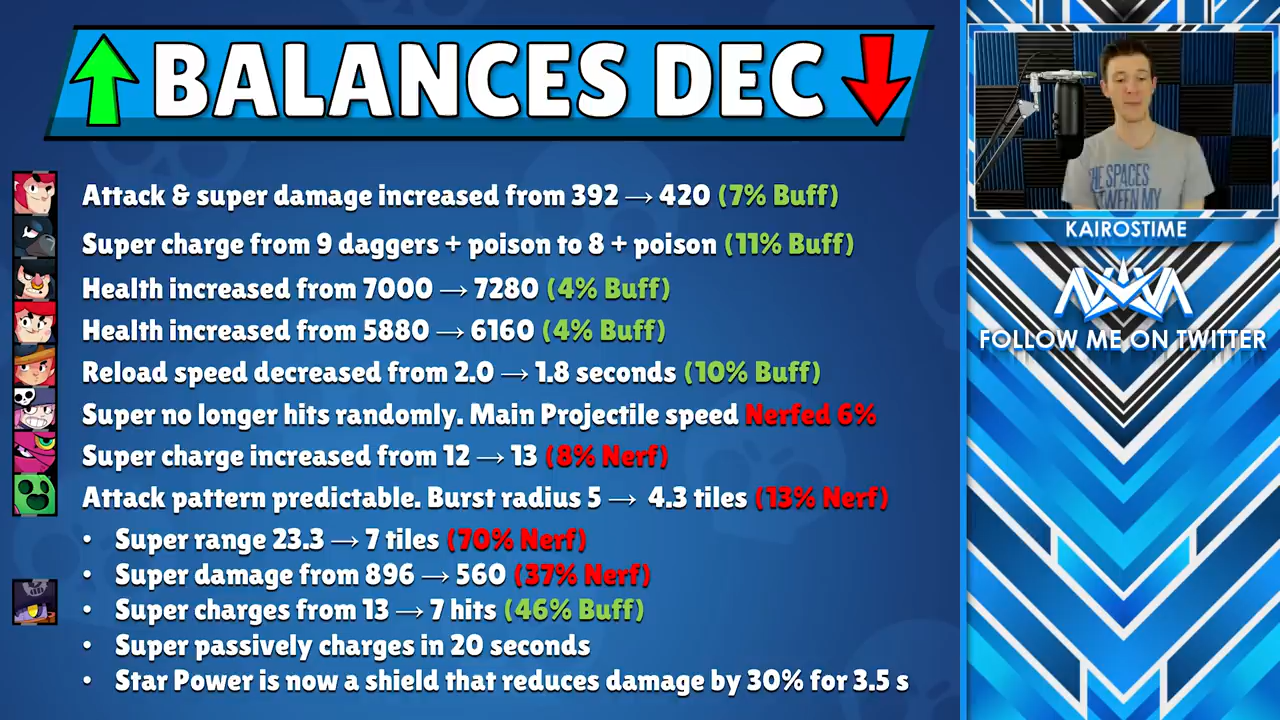 BALANCES DEC
Attack & super damage increased from 392 → 420 (7% Buff)
Super charge from 9 daggers + poison to 8 + poison (11% Buff)
Health increased from 7000 → 7280 (4% Buff)
Health increased from 5880 → 6160 (4% Buff)
Reload speed decreased from 2.0 → 1.8 seconds (10% Buff)
Super no longer hits randomly. Main Projectile speed Nerfed 6%
Super charge increased from 12 → 13 (8% Nerf)
Attack pattern predictable. Burst radius 5 → 4.3 tiles (13% Nerf)
• Super range 23.3 → 7 tiles (70% Nerf)
• Super damage from 896 → 560 (37% Nerf)
• Super charges from 13 → 7 hits (46% Buff)
• Super passively charges in 20 seconds
• Star Power is now a shield that reduces damage by 30% for 3.5 s
THE SPACES
BETWEEN MY
KAIROSTIME
FOLLOW ME ON TWITTER